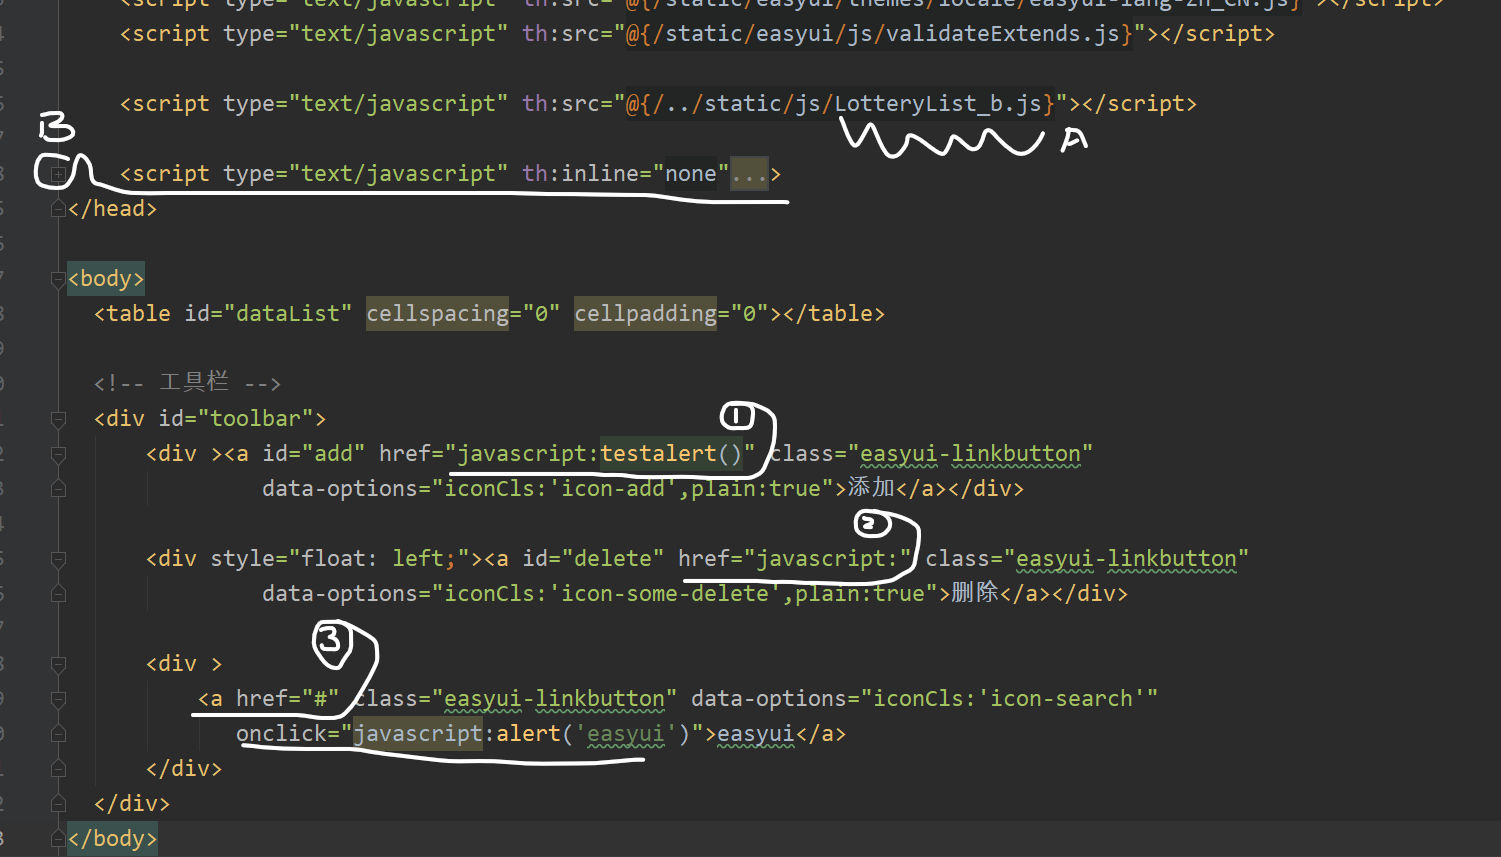 <script type="text/javascript" th:src="@{/static/easyui/themes/locale/easyui-lang-zh_CN.js}"></script>
<script type="text/javascript" th:src="@{/static/easyui/js/validateExtends.js}"></script>
<script type="text/javascript" th:src="@{/../static/js/LotteryList_b.js}"></script>
A
B
<script type="text/javascript" th:inline="none"...>
</head>
<body>
<table id="dataList" cellspacing="0" cellpadding="0"></table>
<!-- 工具栏 -->
<div id="toolbar">
①
<div ><a id="add" href="javascript:testalert()" class="easyui-linkbutton"
data-options="iconCls:'icon-add',plain:true">添加</a></div>
②
<div style="float: left;"><a id="delete" href="javascript:" class="easyui-linkbutton"
data-options="iconCls:'icon-some-delete',plain:true">删除</a></div>
③
<div >
<a href="#" class="easyui-linkbutton" data-options="iconCls:'icon-search'"
onclick="javascript:alert('easyui')">easyui</a>
</div>
</div>
</body>